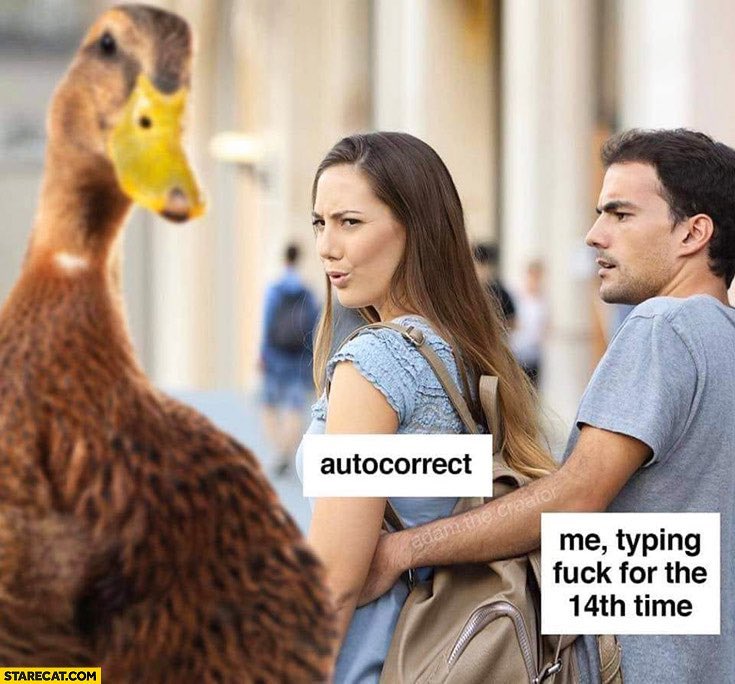 autocorrect
adam.the.creator
me, typing
fuck for the
14th time
STARECAT.COM